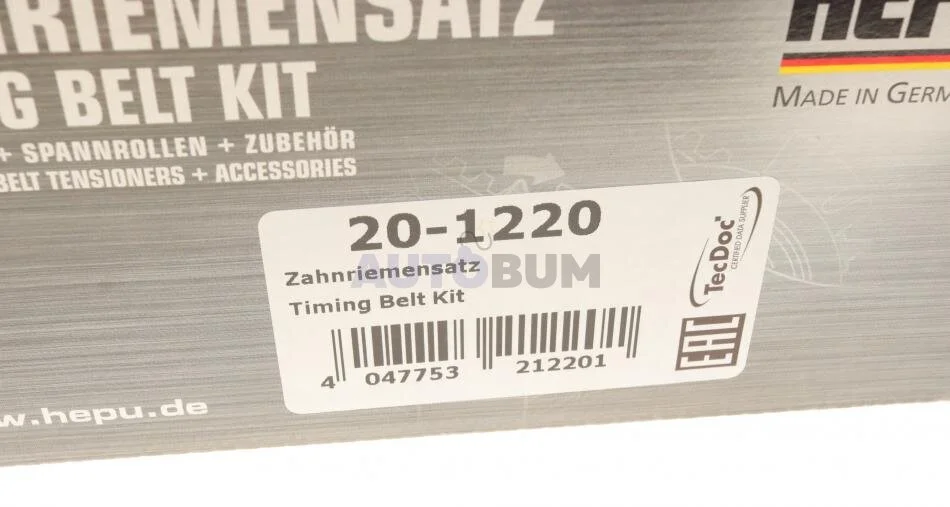 RIEMENSATZ
G BELT KIT
+ SPANNROLLEN + ZUBEHÖR
BELT TENSIONERS + ACCESSORIES
HEP
MADE IN GERM
20-1220
Zahnriemensatz
AUTOBUM
Timing Belt Kit
4 047753 212201
TecDoc
CERTIFIED DATA SUPPLIER
EAC
w.hepu.de